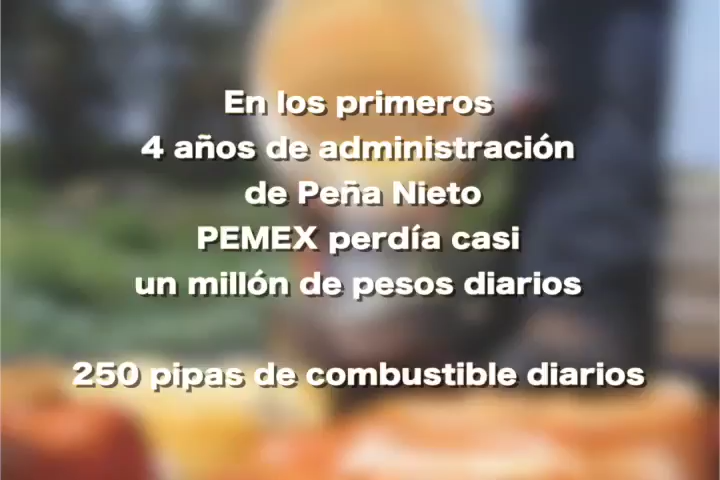 En los primeros
4 años de administración
de Peña Nieto
PEMEX perdía casi
un millón de pesos diarios
250 pipas de combustible diarios